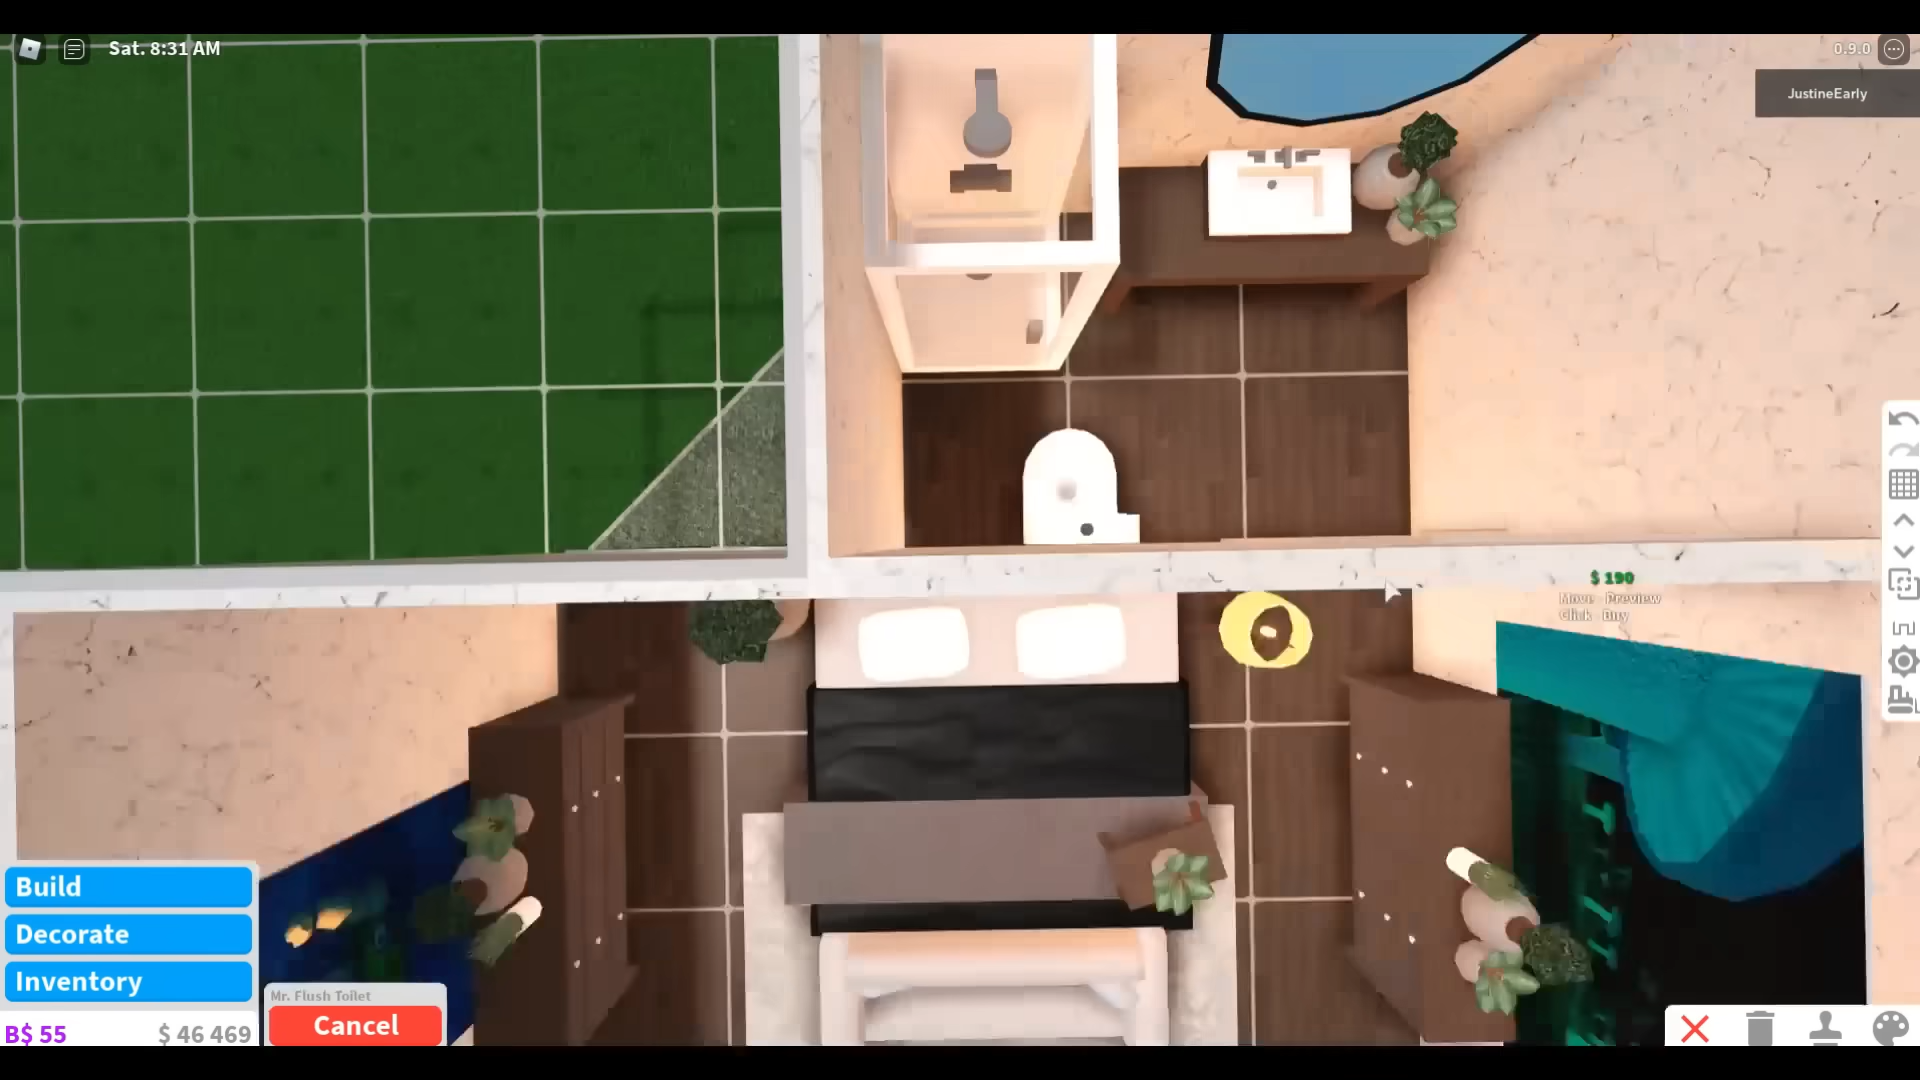 Sat. 8:31 AM
0.9.0
JustineEarly
$ 190
Move - Preview
Click - Buy
Build
Decorate
Inventory
Mr. Flush Toilet
Cancel
B$ 55
$ 46 469